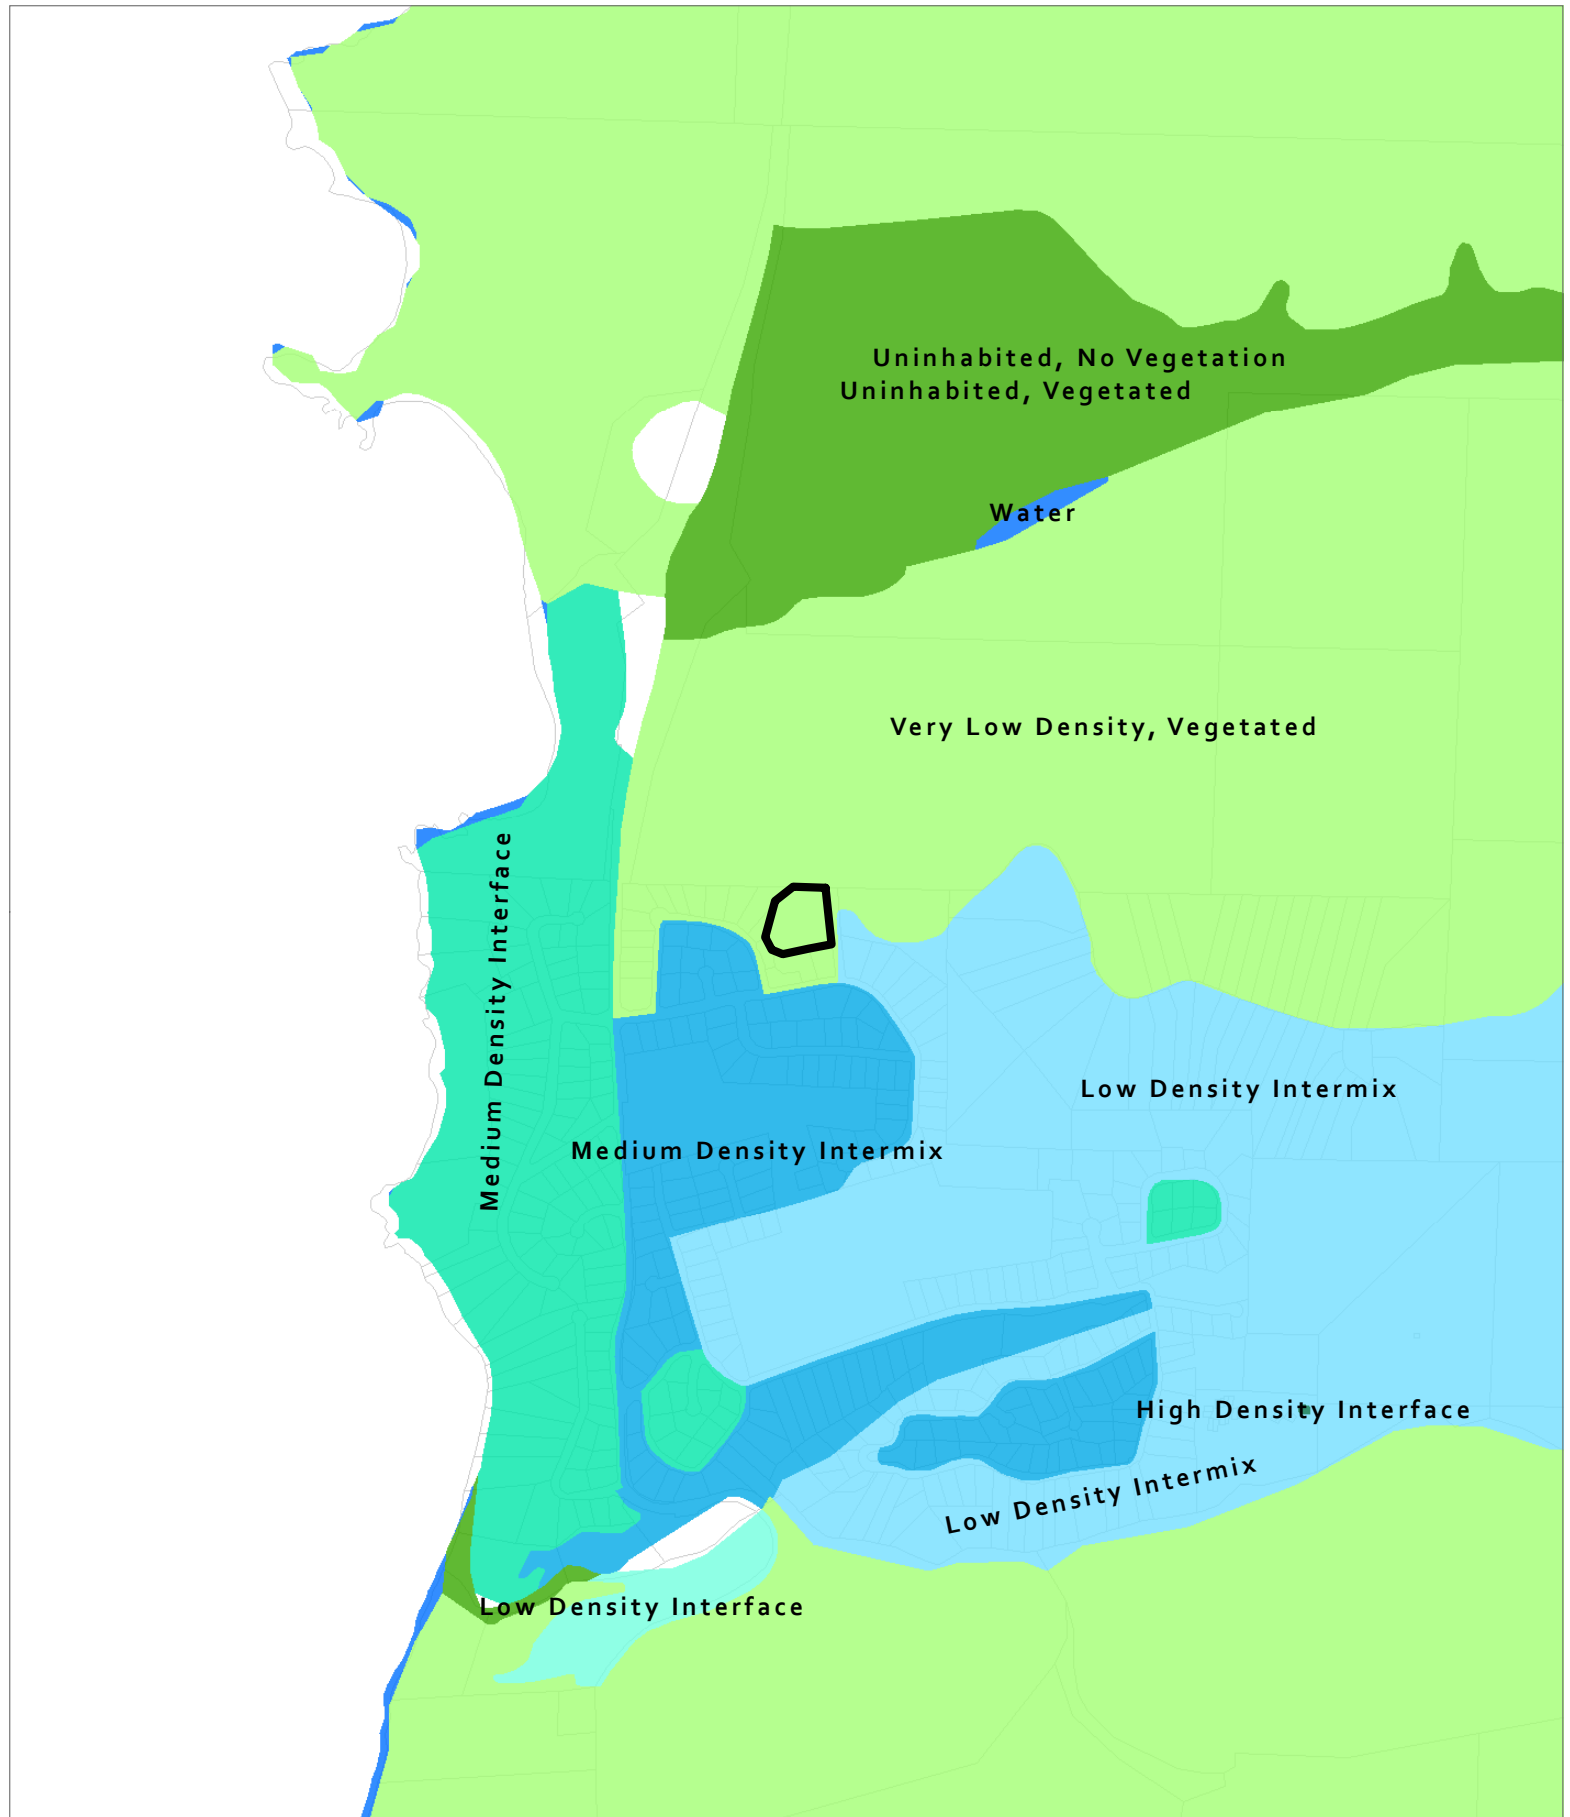 Uninhabited, No Vegetation
Uninhabited, Vegetated
Water
Very Low Density, Vegetated
Medium Density Interface
Low Density Intermix
Medium Density Intermix
High Density Interface
Low Density Intermix
Low Density Interface